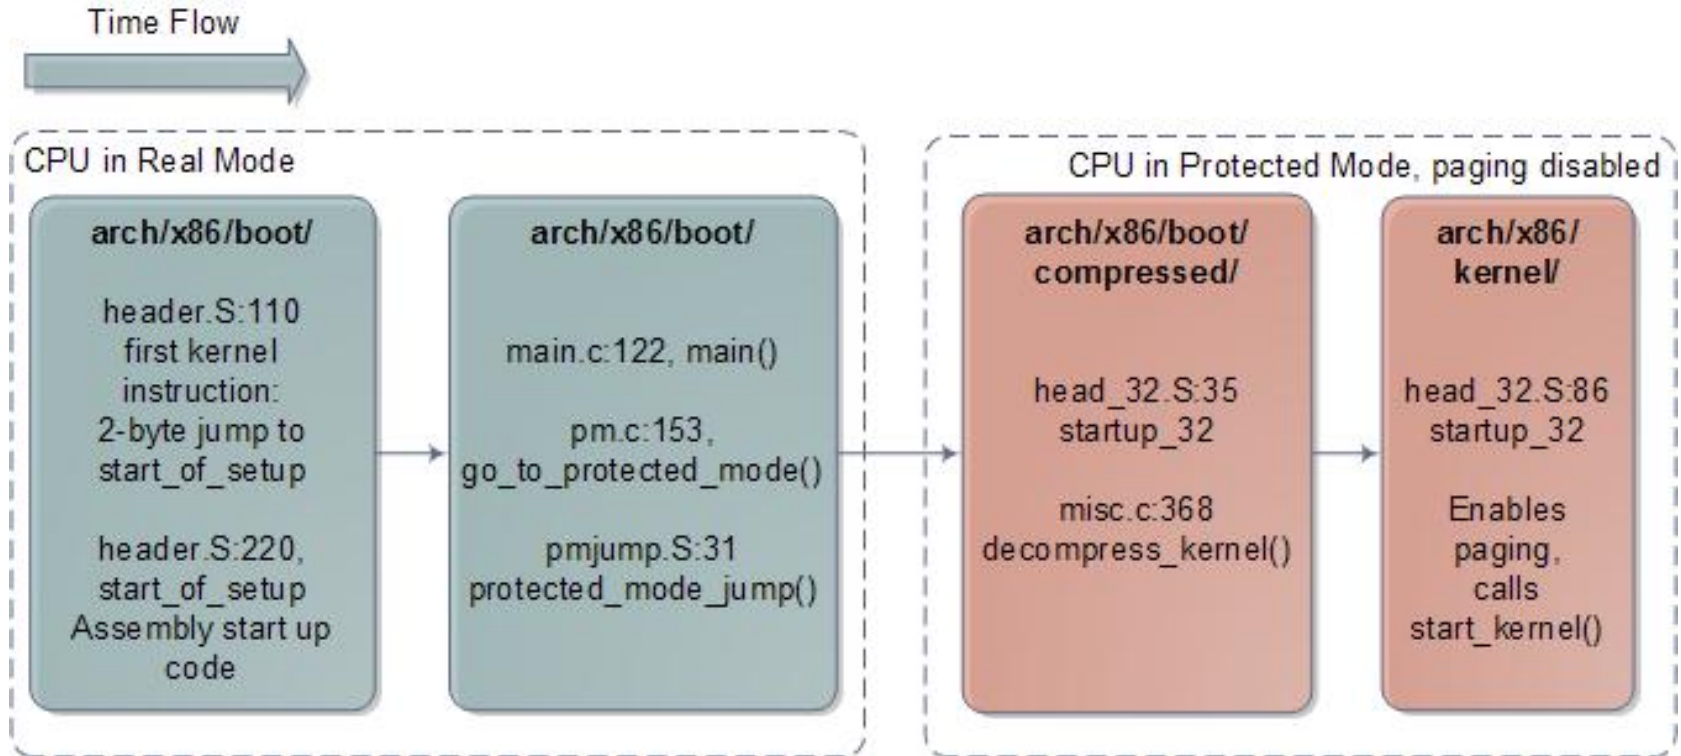 Time Flow
CPU in Real Mode
arch/x86/boot/
header.S:110
first kernel
instruction:
2-byte jump to
start_of_setup
header.S:220,
start_of_setup
Assembly start up
code
arch/x86/boot/
main.c:122, main()
pm.c:153,
go_to_protected_mode()
pmjump.S:31
protected_mode_jump()
CPU in Protected Mode, paging disabled
arch/x86/boot/
compressed/
head_32.S:35
startup_32
misc.c:368
decompress_kernel()
arch/x86/
kernel/
head_32.S:86
startup_32
Enables
paging,
calls
start_kernel()